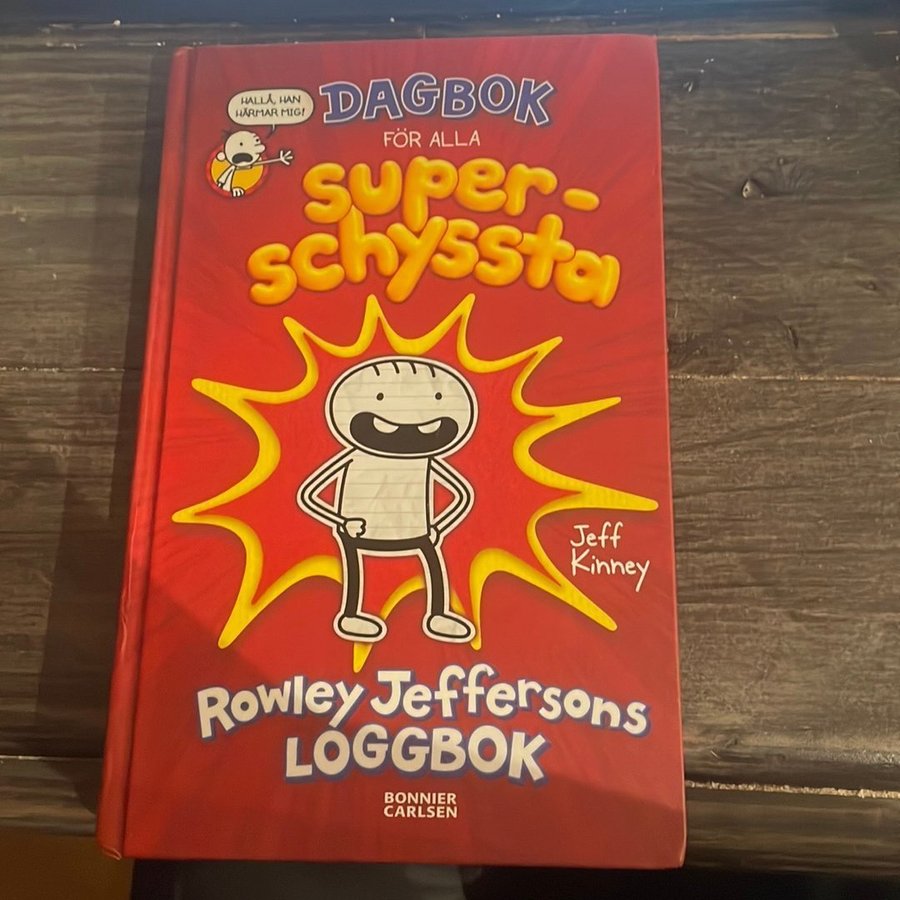 HALLÅ, HAN
HÄRMAR MIG!
DAGBOK
FÖR ALLA
super-
schyssta
Jeff
Kinney
Rowley Jeffersons
LOGGBOK
BONNIER
CARLSEN